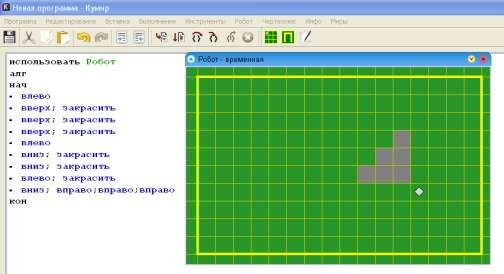 Новая программа - Кумир
Программа Редактирование Вставка Выполнение Инструменты Робот Чертежник Инфо Миры
использовать Робот
алг
нач
• влево
• вверх; закрасить
• вверх; закрасить
• вверх; закрасить
• влево
• вниз; закрасить
• вниз; закрасить
• влево; закрасить
• вниз; вправо;вправо;вправо
кон
Робот - временная